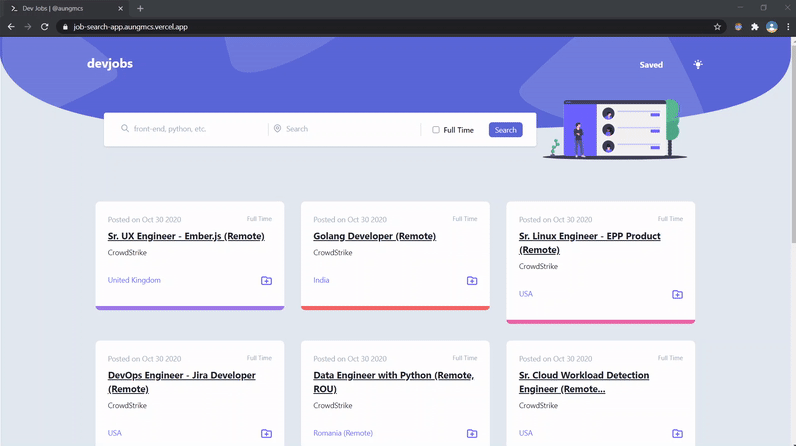 Dev Jobs | @aungmcs
job-search-app.aungmcs.vercel.app
devjobs
Saved
front-end, python, etc.
Search
Full Time
Search
Posted on Oct 30 2020
Full Time
Sr. UX Engineer - Ember.js (Remote)
CrowdStrike
United Kingdom
Posted on Oct 30 2020
Full Time
Golang Developer (Remote)
CrowdStrike
India
Posted on Oct 30 2020
Full Time
Sr. Linux Engineer - EPP Product
(Remote)
CrowdStrike
USA
Posted on Oct 30 2020
Full Time
DevOps Engineer - Jira Developer
(Remote)
CrowdStrike
USA
Posted on Oct 30 2020
Full Time
Data Engineer with Python (Remote,
ROU)
CrowdStrike
Romania (Remote)
Posted on Oct 30 2020
Full Time
Sr. Cloud Workload Detection
Engineer (Remote...
CrowdStrike
USA